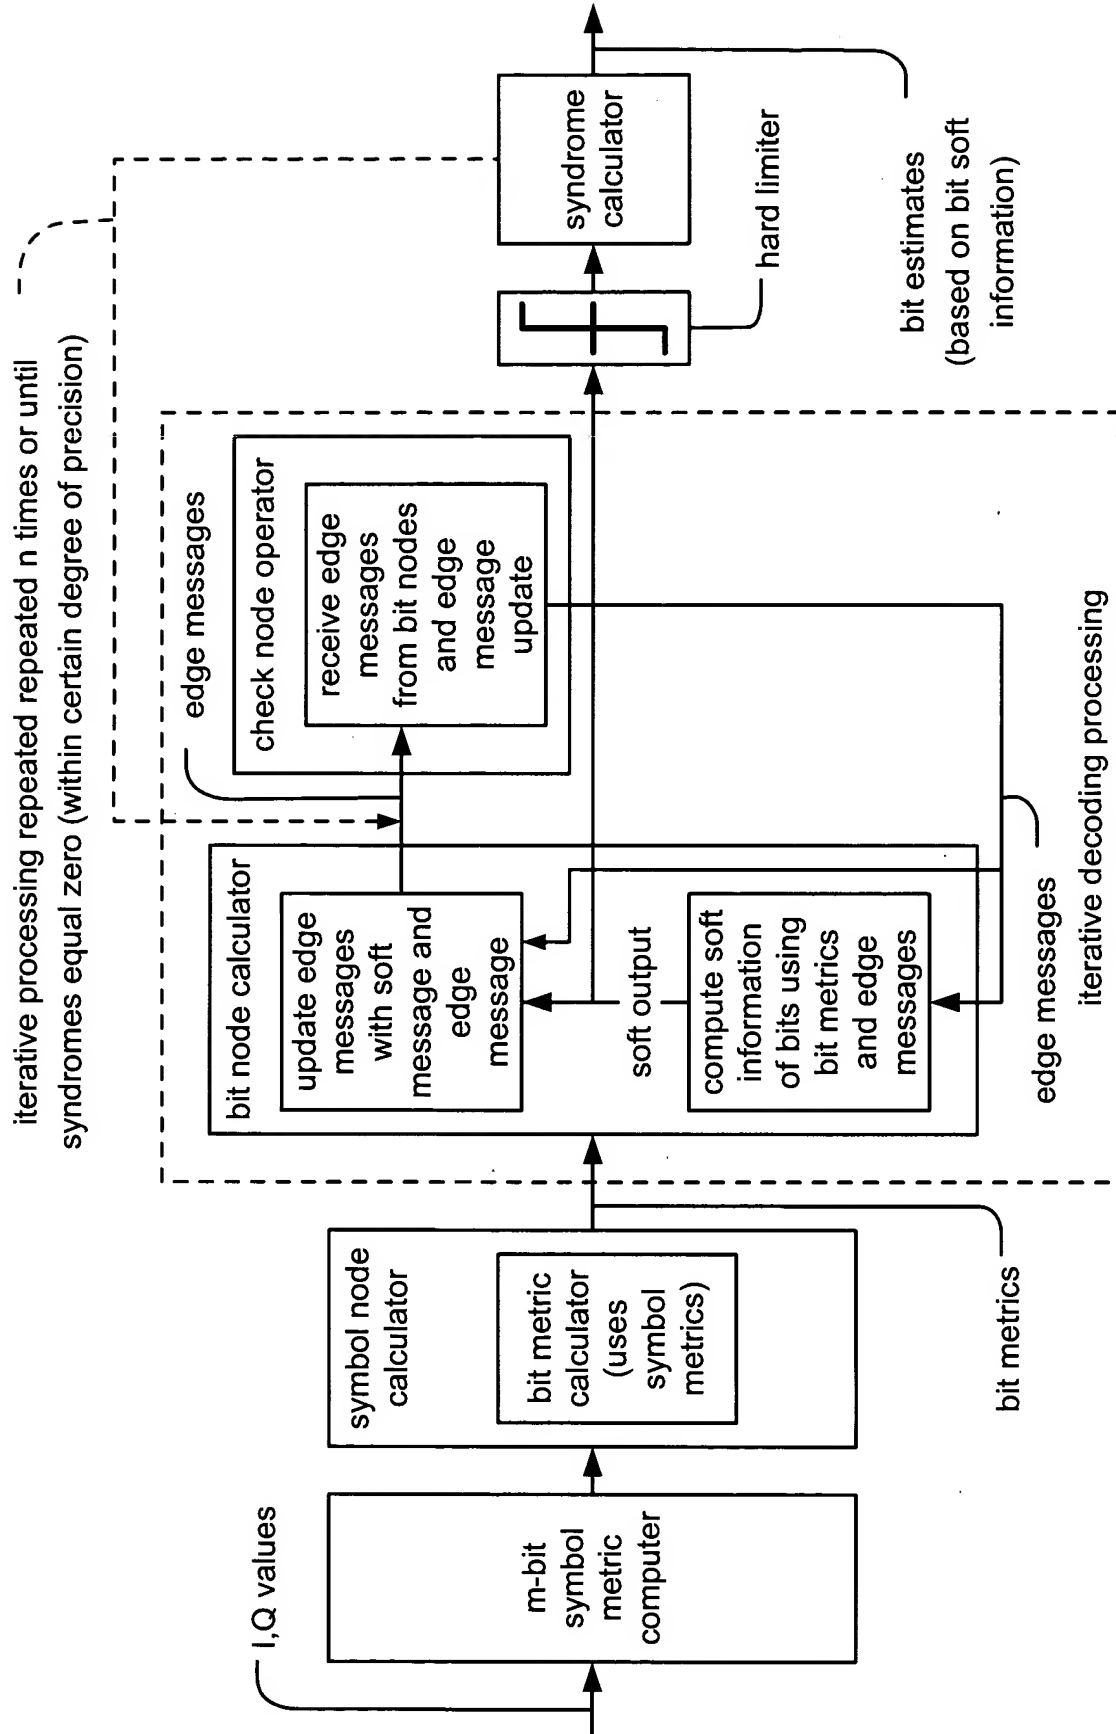 iterative processing repeated repeated n times or until
syndromes equal zero (within certain degree of precision)
I,Q values
m-bit
symbol
metric
computer
symbol node
calculator
bit metric
calculator
(uses
symbol
metrics)
bit metrics
bit node calculator
update edge
messages
with soft
message and
edge
message
soft output
compute soft
information
of bits using
bit metrics
and edge
messages
edge messages
check node operator
receive edge
messages
from bit nodes
and edge
message
update
edge messages
iterative decoding processing
hard limiter
syndrome
calculator
bit estimates
(based on bit soft
information)